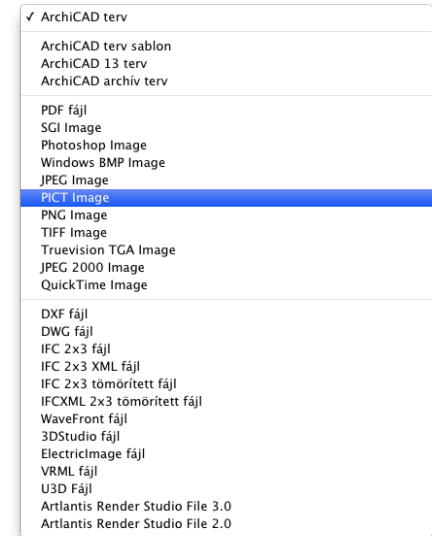 ✓ ArchiCAD terv
ArchiCAD terv sablon
ArchiCAD 13 terv
ArchiCAD archív terv
PDF fájl
SGI Image
Photoshop Image
Windows BMP Image
JPEG Image
PICT Image
PNG Image
TIFF Image
Truevision TGA Image
JPEG 2000 Image
QuickTime Image
DXF fájl
DWG fájl
IFC 2x3 fájl
IFC 2x3 XML fájl
IFC 2x3 tömörített fájl
IFCXML 2x3 tömörített fájl
WaveFront fájl
3DStudio fájl
ElectricImage fájl
VRML fájl
U3D Fájl
Artlantis Render Studio File 3.0
Artlantis Render Studio File 2.0